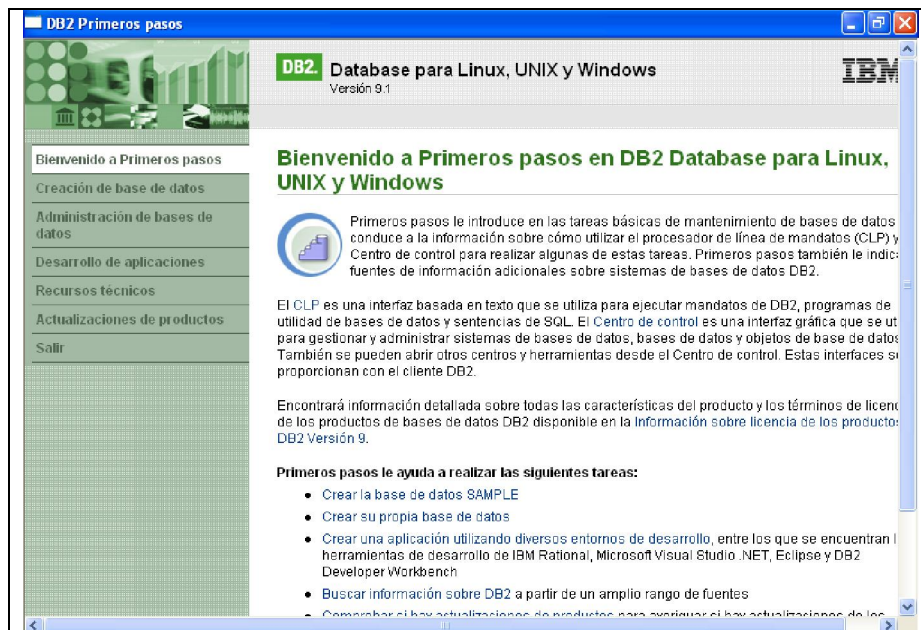 DB2 Primeros pasos
DB2. Database para Linux, UNIX y Windows
Versión 9.1
IBM
Bienvenido a Primeros pasos
Creación de base de datos
Administración de bases de
datos
Desarrollo de aplicaciones
Recursos técnicos
Actualizaciones de productos
Salir
Bienvenido a Primeros pasos en DB2 Database para Linux,
UNIX y Windows
Primeros pasos le introduce en las tareas básicas de mantenimiento de bases de datos
conduce a la información sobre cómo utilizar el procesador de línea de mandatos (CLP) y
Centro de control para realizar algunas de estas tareas. Primeros pasos también le indic
fuentes de información adicionales sobre sistemas de bases de datos DB2.
El CLP es una interfaz basada en texto que se utiliza para ejecutar mandatos de DB2, programas de
utilidad de bases de datos y sentencias de SQL. El Centro de control es una interfaz gráfica que se ut
para gestionar y administrar sistemas de bases de datos, bases de datos y objetos de base de datos
También se pueden abrir otros centros y herramientas desde el Centro de control. Estas interfaces s
proporcionan con el cliente DB2.
Encontrará información detallada sobre todas las características del producto y los términos de licenc
de los productos de bases de datos DB2 disponible en la Información sobre licencia de los productos
DB2 Versión 9.
Primeros pasos le ayuda a realizar las siguientes tareas:
• Crear la base de datos SAMPLE
• Crear su propia base de datos
• Crear una aplicación utilizando diversos entornos de desarrollo, entre los que se encuentran l
herramientas de desarrollo de IBM Rational, Microsoft Visual Studio .NET, Eclipse y DB2
Developer Workbench
• Buscar información sobre DB2 a partir de un amplio rango de fuentes
• Comprobar si hay actualizaciones de productos para averiguar si hay actualizaciones de los